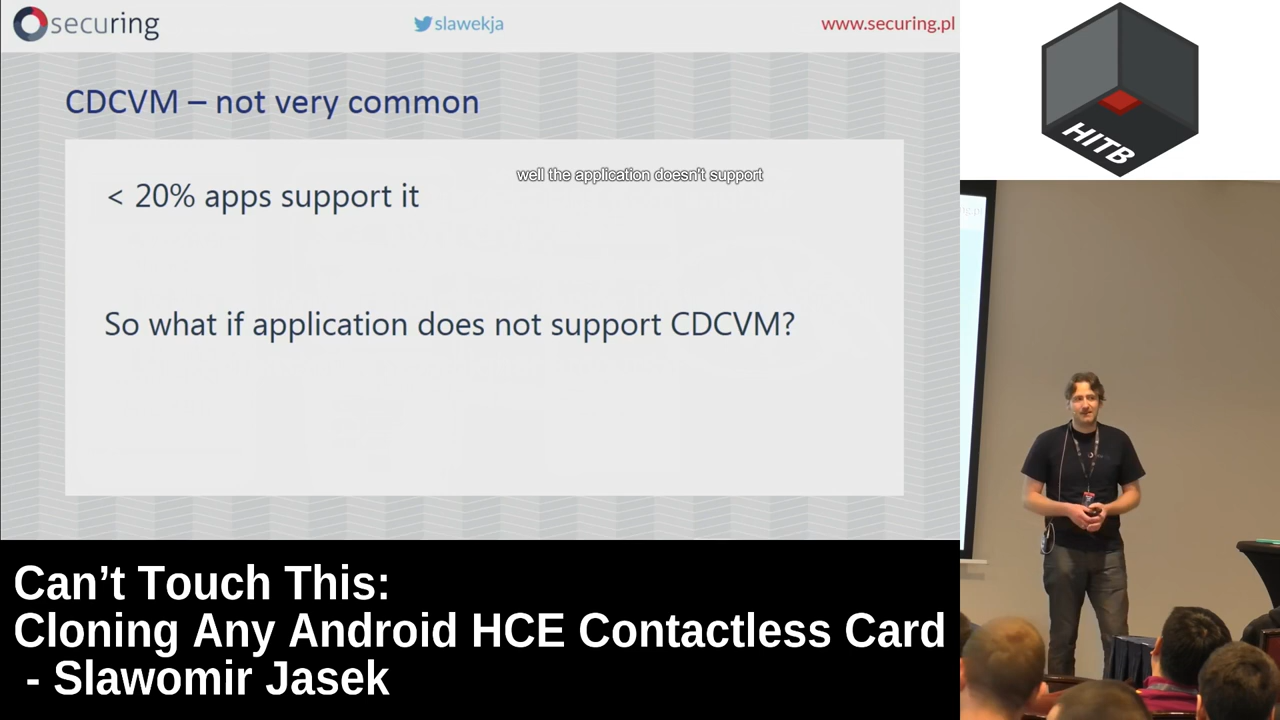 securing
slawekja
www.securing.pl
CDCVM – not very common
well the application doesn't support
< 20% apps support it
So what if application does not support CDCVM?
HITB
Can’t Touch This:
Cloning Any Android HCE Contactless Card
- Slawomir Jasek